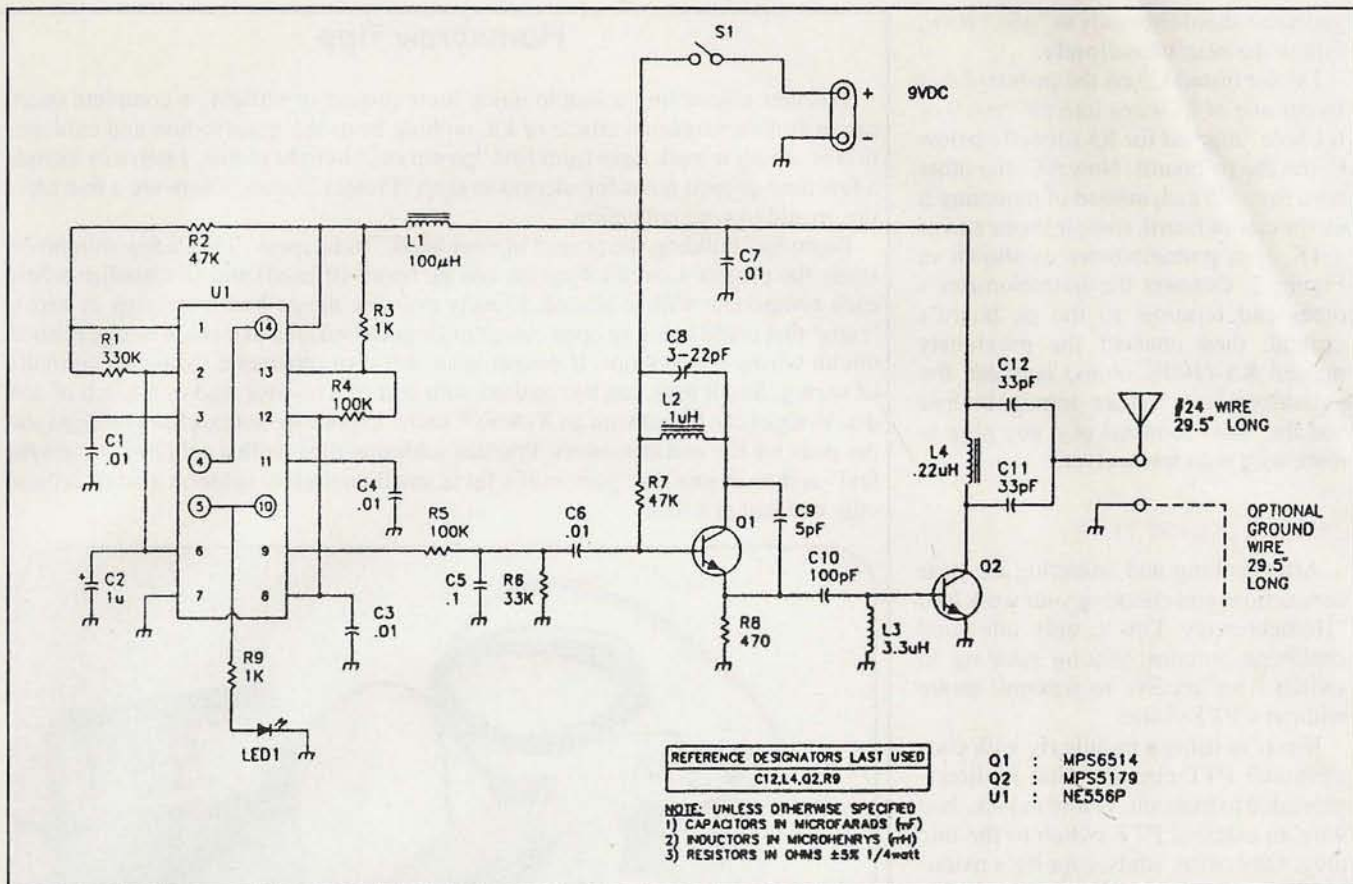 S1
+
9VDC
-
R2
47K
L1
100µH
C7
.01
U1
R3
1K
1
14
C8
3-22pF
R1
330K
2
13
R4
100K
C12
33pF
3
12
L2
.1uH
#24 WIRE
29.5" LONG
C1
.01
4
11
C4
.01
L4
.22uH
C11
33pF
R7
47K
5
10
R5
100K
C6
.01
Q1
C9
5pF
OPTIONAL
GROUND
WIRE
29.5"
LONG
6
9
C10
100pF
Q2
+
C2
1u
7
8
C5
.1
R6
33K
C3
.01
R8
470
L3
3.3uH
R9
1K
LED1
REFERENCE DESIGNATORS LAST USED
C12,L4,Q2,R9
Q1 : MPS6514
Q2 : MPS5179
U1 : NE556P
NOTE: UNLESS OTHERWISE SPECIFIED
1) CAPACITORS IN MICROFARADS (mF)
2) INDUCTORS IN MICROHENRYS (mH)
3) RESISTORS IN OHMS ±5% 1/4watt